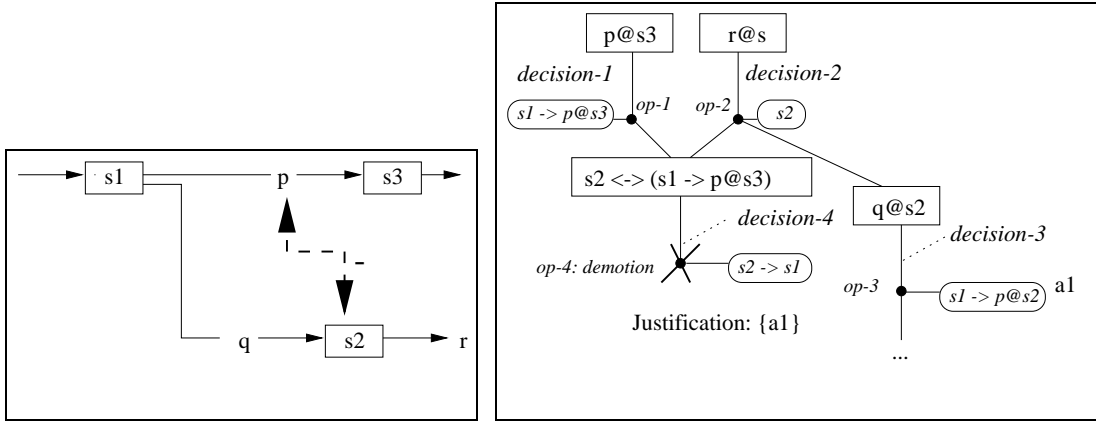 s1
p
s3
-
q
s2
r
p@s3
r@s
decision-1
decision-2
op-1
op-2
s1 -> p@s3
s2
s2 <-> (s1 -> p@s3)
q@s2
decision-4
decision-3
op-4: demotion
s2 -> s1
op-3
s1 -> p@s2
a1
Justification: {a1}
...